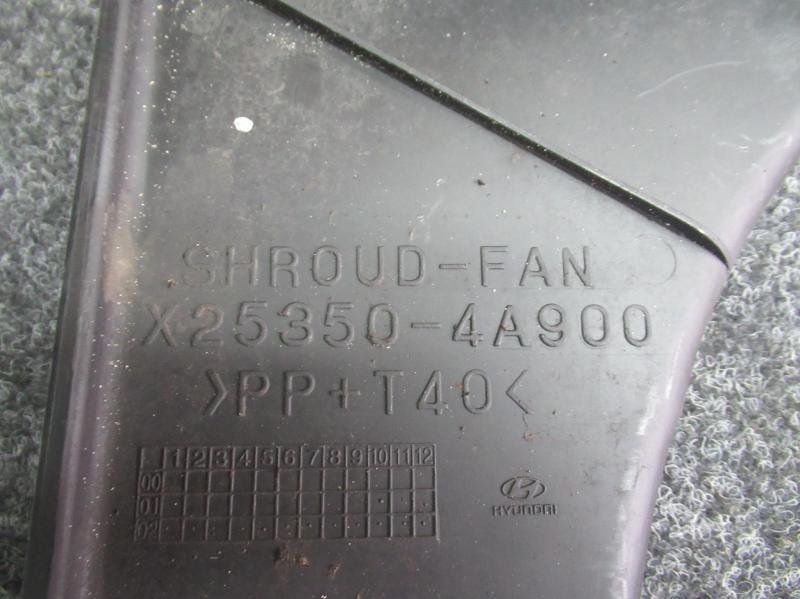 SHROUD-FAN
X25350-4A900
>PP+T40<
1 2 3 4 5 6 7 8 9 10 11 12
00
01
02
HYUNDAI